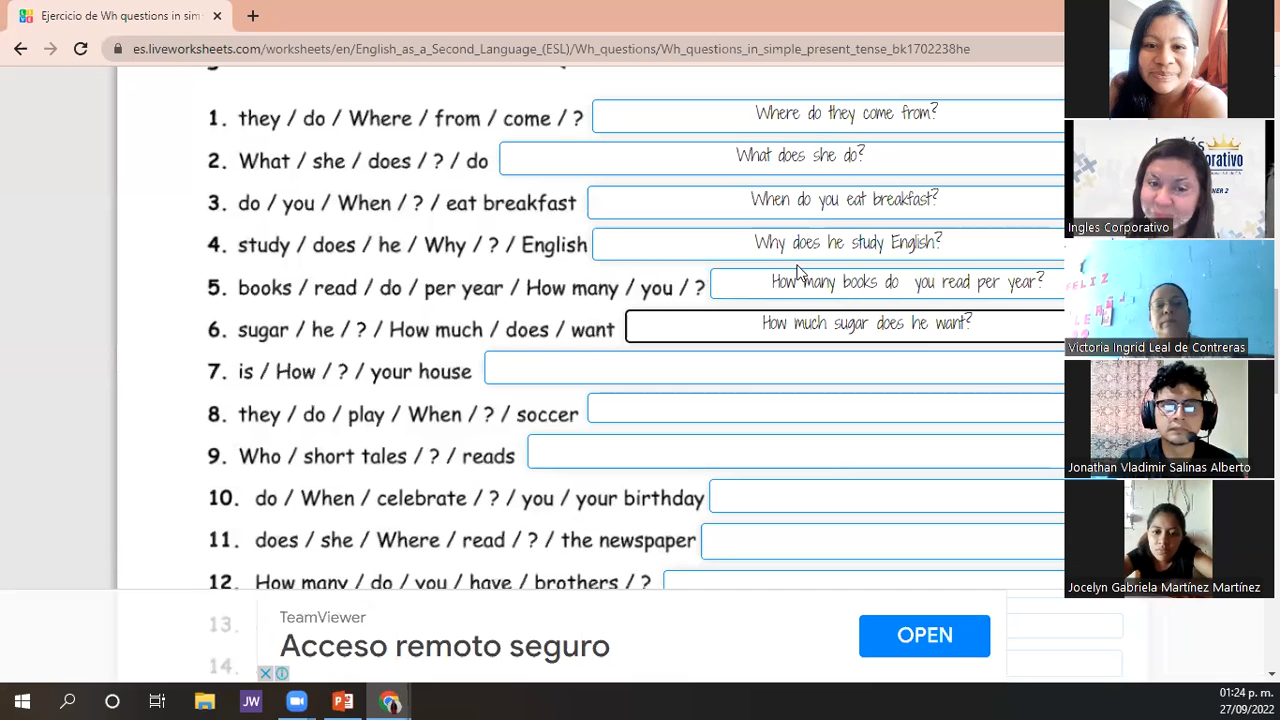 Ejercicio de Wh questions in sim
es.liveworksheets.com/worksheets/en/English_as_a_Second_Language_(ESL)/Wh_questions/Wh_questions_in_simple_present_tense_bk1702238he
1. they / do / Where / from / come / ? Where do they come from?
2. What / she / does / ? / do What does she do?
3. do / you / When / ? / eat breakfast When do you eat breakfast?
4. study / does / he / Why / ? / English Why does he study English?
5. books / read / do / per year / How many / you / ? How many books do you read per year?
6. sugar / he / ? / How much / does / want How much sugar does he want?
7. is / How / ? / your house
8. they / do / play / When / ? / soccer
9. Who / short tales / ? / reads
10. do / When / celebrate / ? / you / your birthday
11. does / she / Where / read / ? / the newspaper
12. How many / do / you / have / brothers / ?
13.
14.
TeamViewer
Acceso remoto seguro
OPEN
Ingles Corporativo
Victoria Ingrid Leal de Contreras
Jonathan Vladimir Salinas Alberto
Jocelyn Gabriela Martínez Martínez
JW
01:24 p. m.
27/09/2022